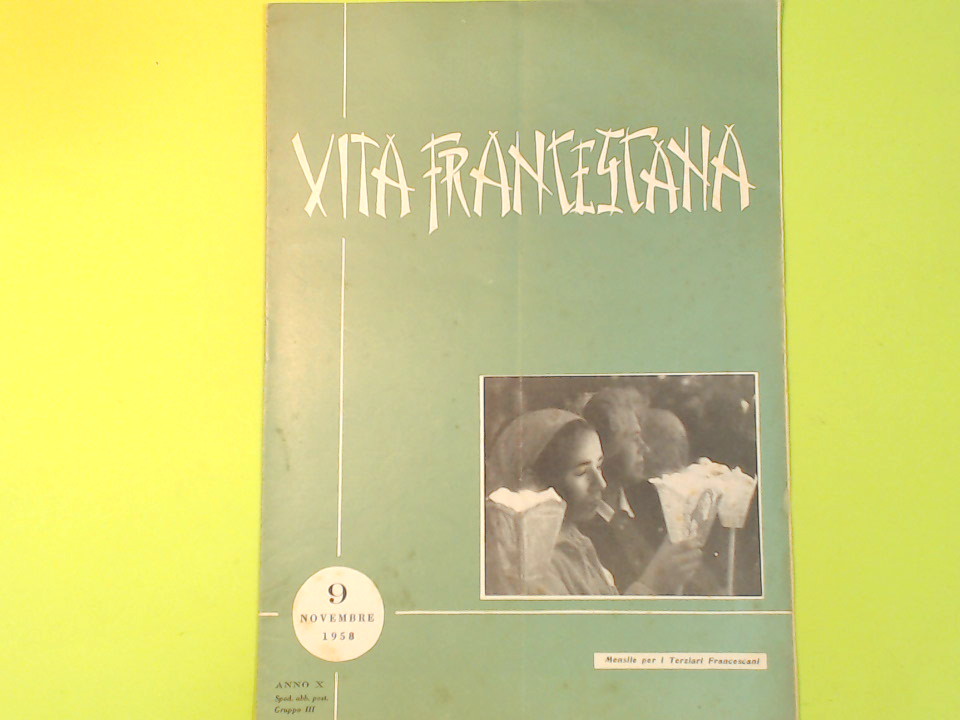 VITA FRANCESCANA
9
NOVEMBRE
1958
Mensile per i Terziari Francescani
ANNO X
Sped. abb. post.
Gruppo III